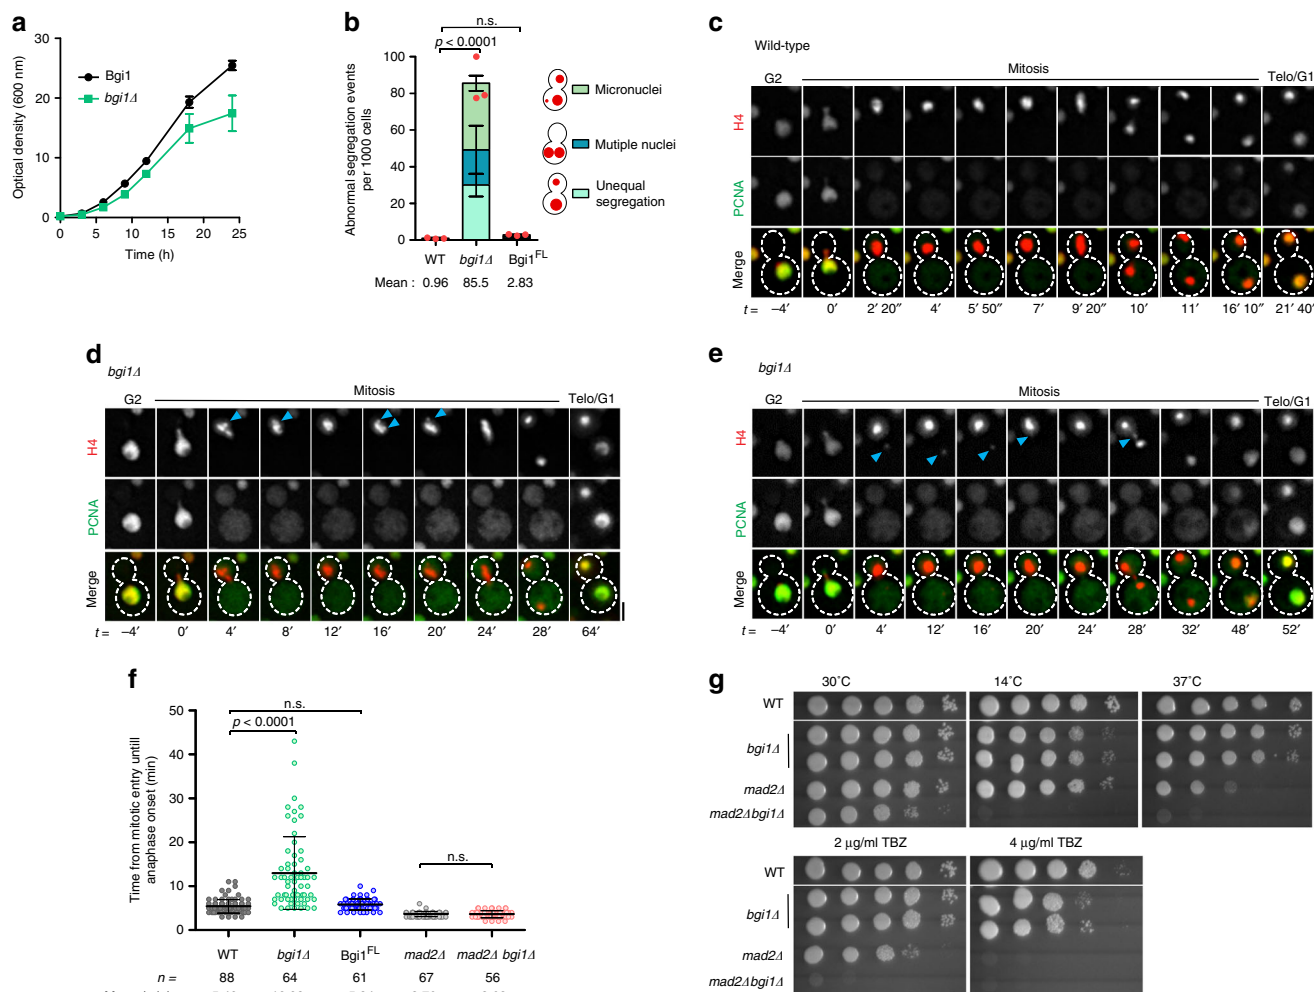 a
30
20
10
0
0 5 10 15 20 25
Optical density (600 nm)
Time (h)
Bgi1
bgi1Δ
b
n.s.
p < 0.0001
100
80
60
40
20
0
Abnormal segregation events
per 1000 cells
WT bgi1Δ Bgi1FL
Mean : 0.96 85.5 2.83
Micronuclei
Mutiple nuclei
Unequal
segregation
c
Wild-type
G2 Mitosis Telo/G1
H4
PCNA
Merge
t = −4′ 0′ 2′ 20″ 4′ 5′ 50″ 7′ 9′ 20″ 10′ 11′ 16′ 10″ 21′ 40″
d
bgi1Δ
G2 Mitosis Telo/G1
H4
PCNA
Merge
t = −4′ 0′ 4′ 8′ 12′ 16′ 20′ 24′ 28′ 64′
e
bgi1Δ
G2 Mitosis Telo/G1
H4
PCNA
Merge
t = −4′ 0′ 4′ 12′ 16′ 20′ 24′ 28′ 32′ 48′ 52′
f
n.s.
p < 0.0001
n.s.
50
40
30
20
10
0
Time from mitotic entry untill
anaphase onset (min)
WT bgi1Δ Bgi1FL mad2Δ mad2Δ bgi1Δ
n = 88 64 61 67 56
g
30˚C 14˚C 37˚C
WT
bgi1Δ
mad2Δ
mad2Δbgi1Δ
2 μg/ml TBZ 4 μg/ml TBZ
WT
bgi1Δ
mad2Δ
mad2Δbgi1Δ